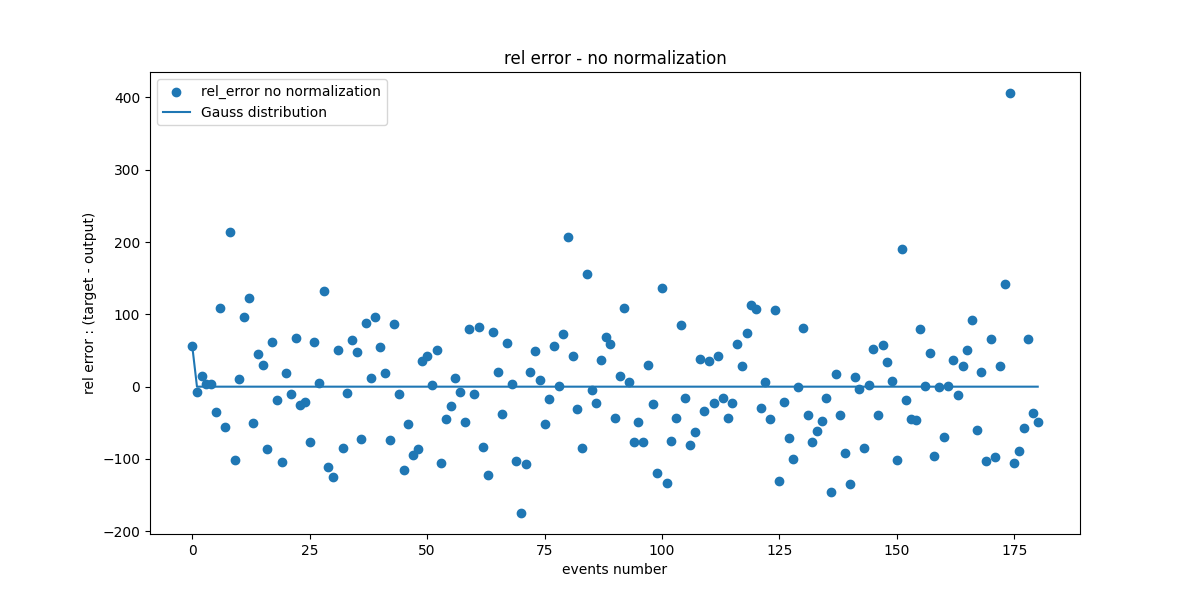 rel error - no normalization
rel_error no normalization
Gauss distribution
400
300
200
100
0
−100
−200
rel error : (target - output)
0 25 50 75 100 125 150 175
events number